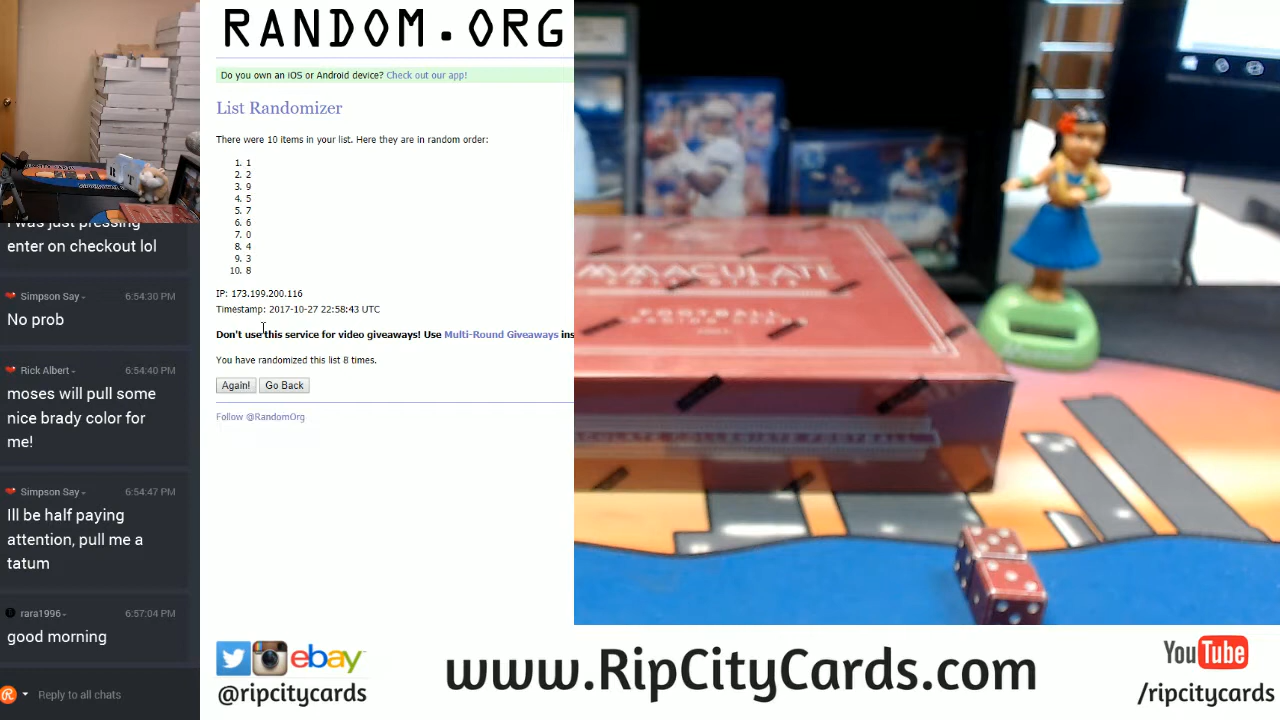 I was just pressing
enter on checkout lol
Simpson Say
6:54:30 PM
No prob
Rick Albert
6:54:40 PM
moses will pull some
nice brady color for
me!
Simpson Say
6:54:47 PM
Ill be half paying
attention, pull me a
tatum
rara1996
6:57:04 PM
good morning
Reply to all chats
RANDOM.ORG
Do you own an iOS or Android device? Check out our app!
List Randomizer
There were 10 items in your list. Here they are in random order:
1. 1
2. 2
3. 9
4. 5
5. 7
6. 6
7. 0
8. 4
9. 3
10. 8
IP: 173.199.200.116
Timestamp: 2017-10-27 22:58:43 UTC
Don't use this service for video giveaways! Use Multi-Round Giveaways ins
You have randomized this list 8 times.
Again! Go Back
Follow @RandomOrg
IMMACULATE
FOOTBALL
COLLEGIATE FOOTBALL
ebay
@ripcitycards
www.RipCityCards.com
YouTube
/ripcitycards